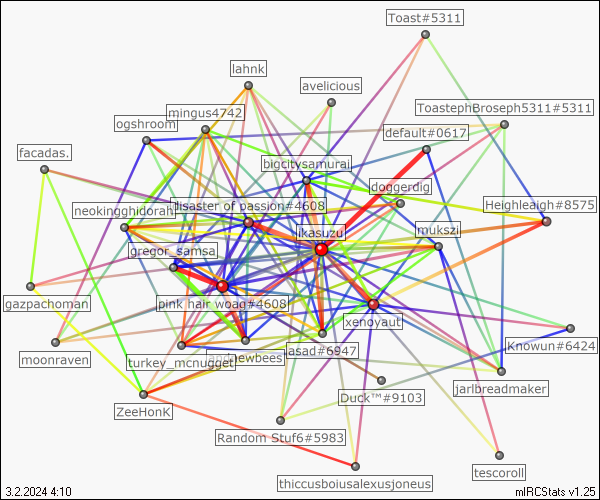 Toast#5311
lahnk
avelicious
ToastephBroseph5311#5311
mingus4742
ogshroom
default#0617
facadas.
bigcitysamurai
doggerdig
Heighleaigh#8575
disaster of passion#4608
neokingghidorah
ikasuzu
mukszi
gregor_samsa
gazpachoman
pink hair woag#4608
xenoyaut
Knowun#6424
moonraven
turkey_mcnugget
jasad#6947
jarlbreadmaker
Duck™#9103
ZeeHonK
Random Stuf6#5983
tescoroll
thiccusboiusalexusjoneus
3.2.2024 4:10
mIRCStats v1.25